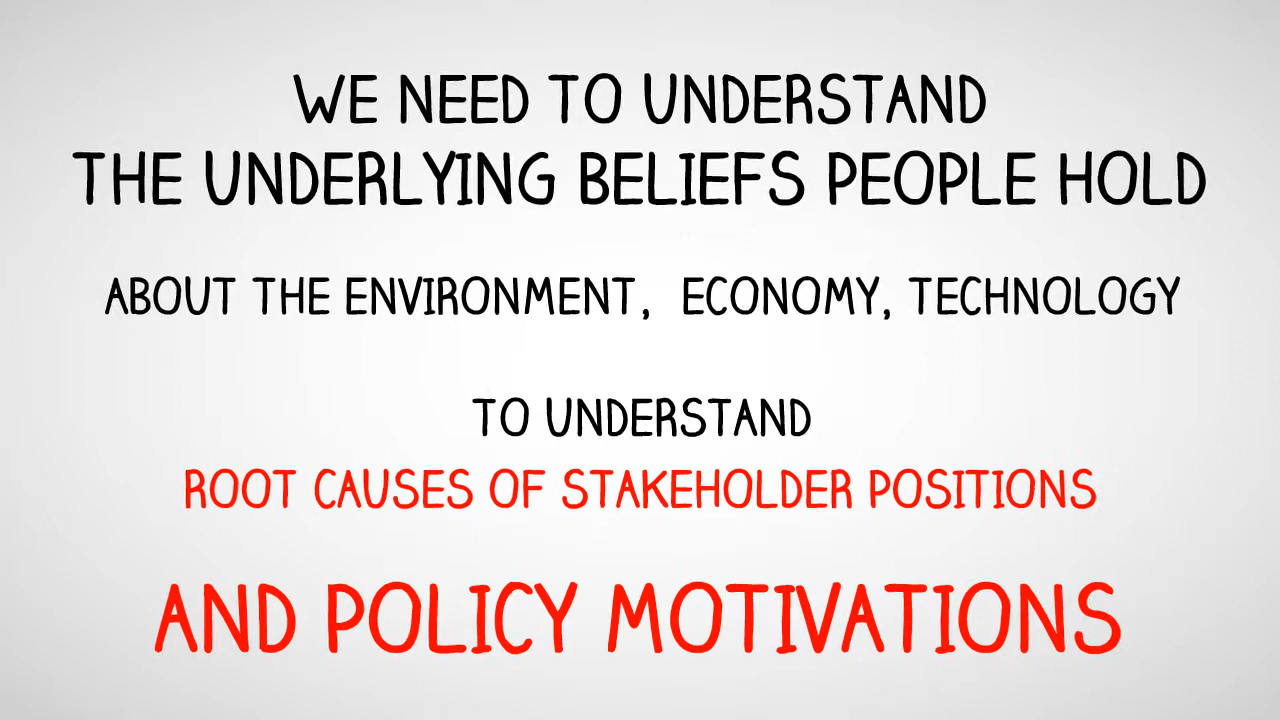 WE NEED TO UNDERSTAND
THE UNDERLYING BELIEFS PEOPLE HOLD
ABOUT THE ENVIRONMENT, ECONOMY, TECHNOLOGY
TO UNDERSTAND
ROOT CAUSES OF STAKEHOLDER POSITIONS
AND POLICY MOTIVATIONS